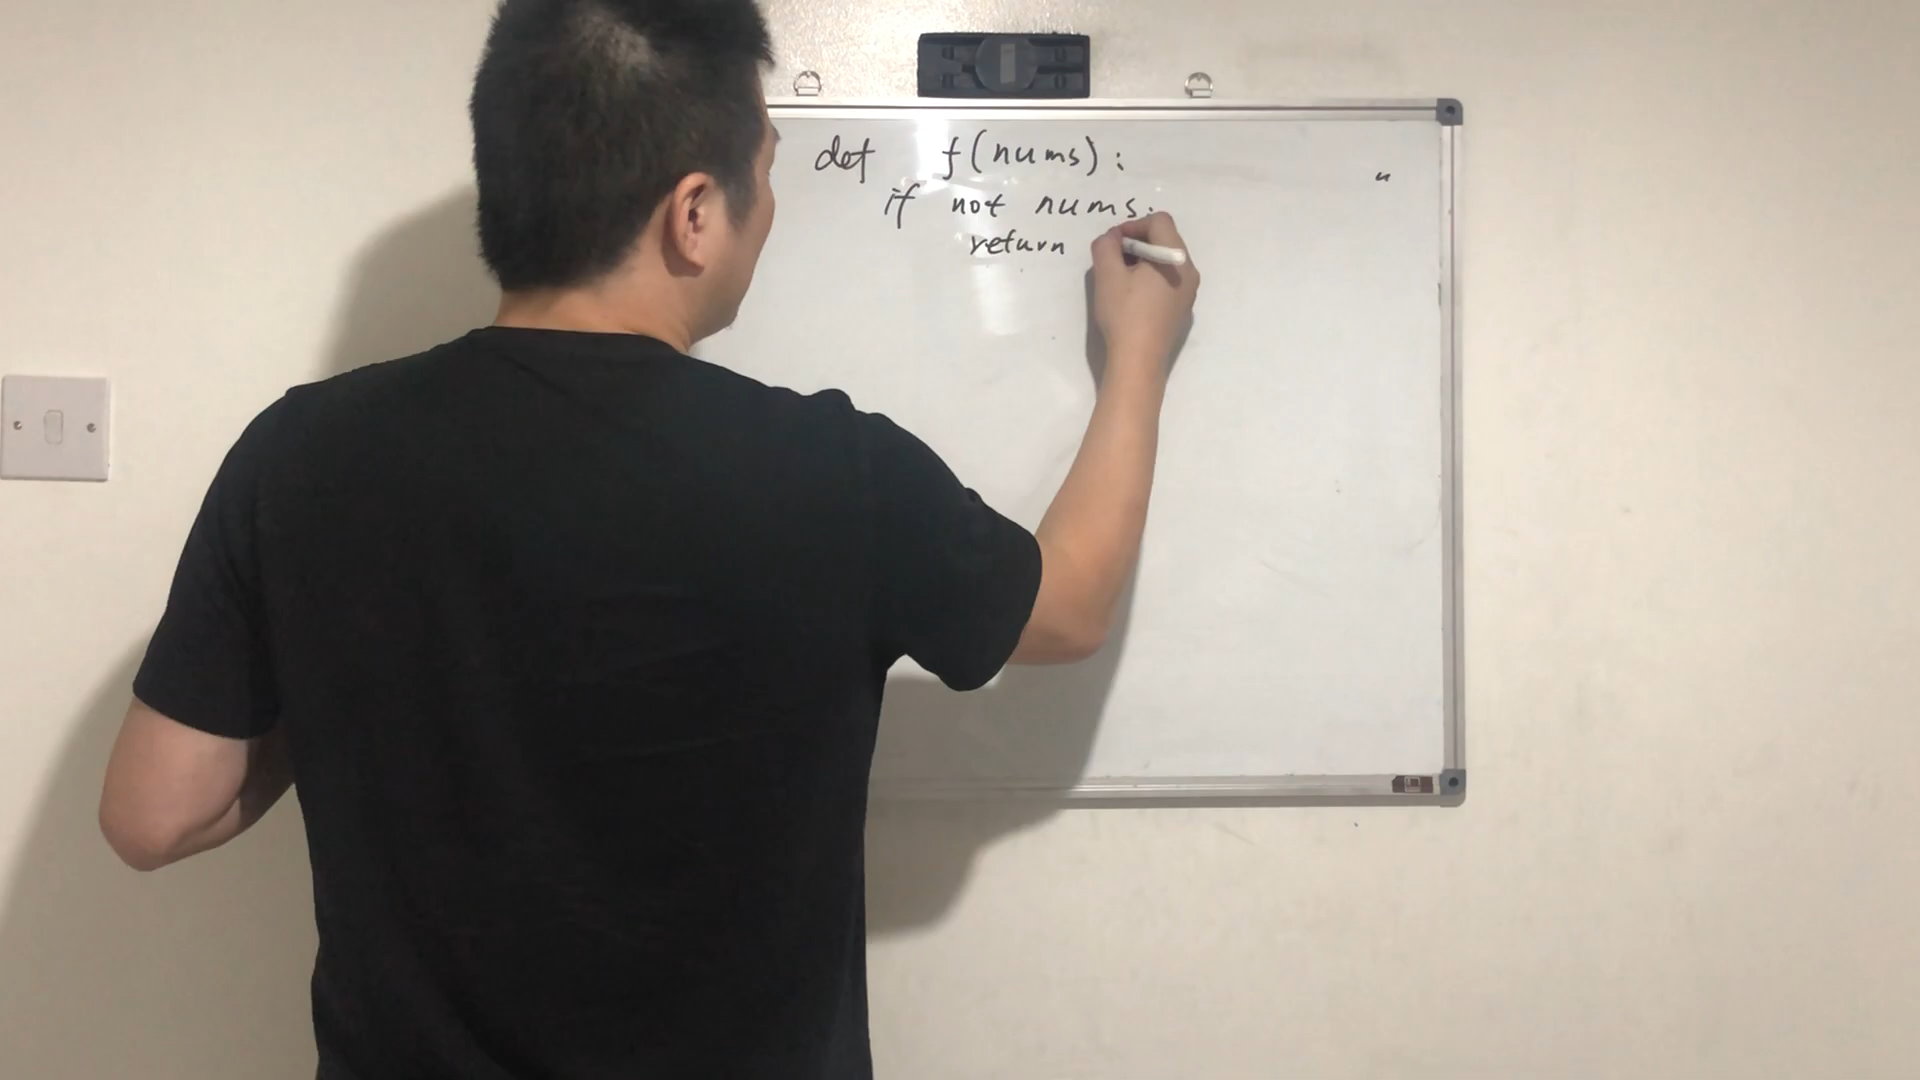 def f(nums):
if not nums:
return